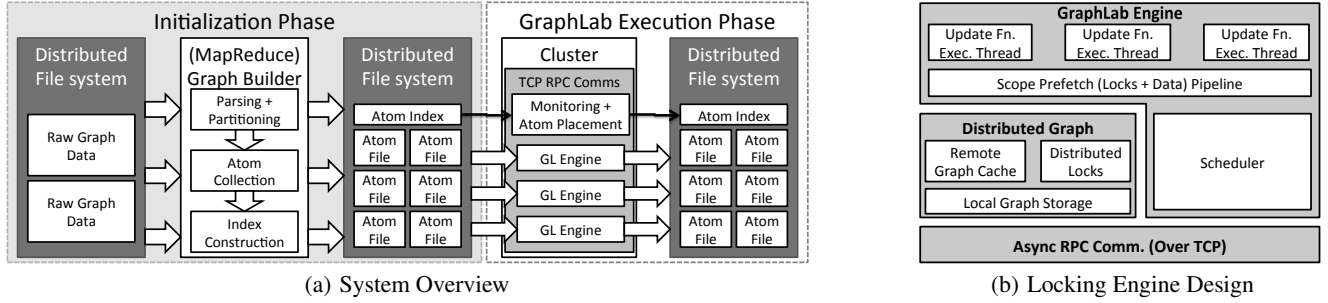 Initialization Phase
Distributed
File system
Raw Graph
Data
Raw Graph
Data
(MapReduce)
Graph Builder
Parsing +
Partitioning
Atom
Collection
Index
Construction
Distributed
File system
Atom Index
Atom
File
Atom
File
Atom
File
Atom
File
Atom
File
Atom
File
GraphLab Execution Phase
Cluster
TCP RPC Comms
Monitoring +
Atom Placement
GL Engine
GL Engine
GL Engine
Distributed
File system
Atom Index
Atom
File
Atom
File
Atom
File
Atom
File
Atom
File
Atom
File
(a) System Overview
GraphLab Engine
Update Fn.
Exec. Thread
Update Fn.
Exec. Thread
Update Fn.
Exec. Thread
Scope Prefetch (Locks + Data) Pipeline
Distributed Graph
Remote
Graph Cache
Distributed
Locks
Local Graph Storage
Scheduler
Async RPC Comm. (Over TCP)
(b) Locking Engine Design